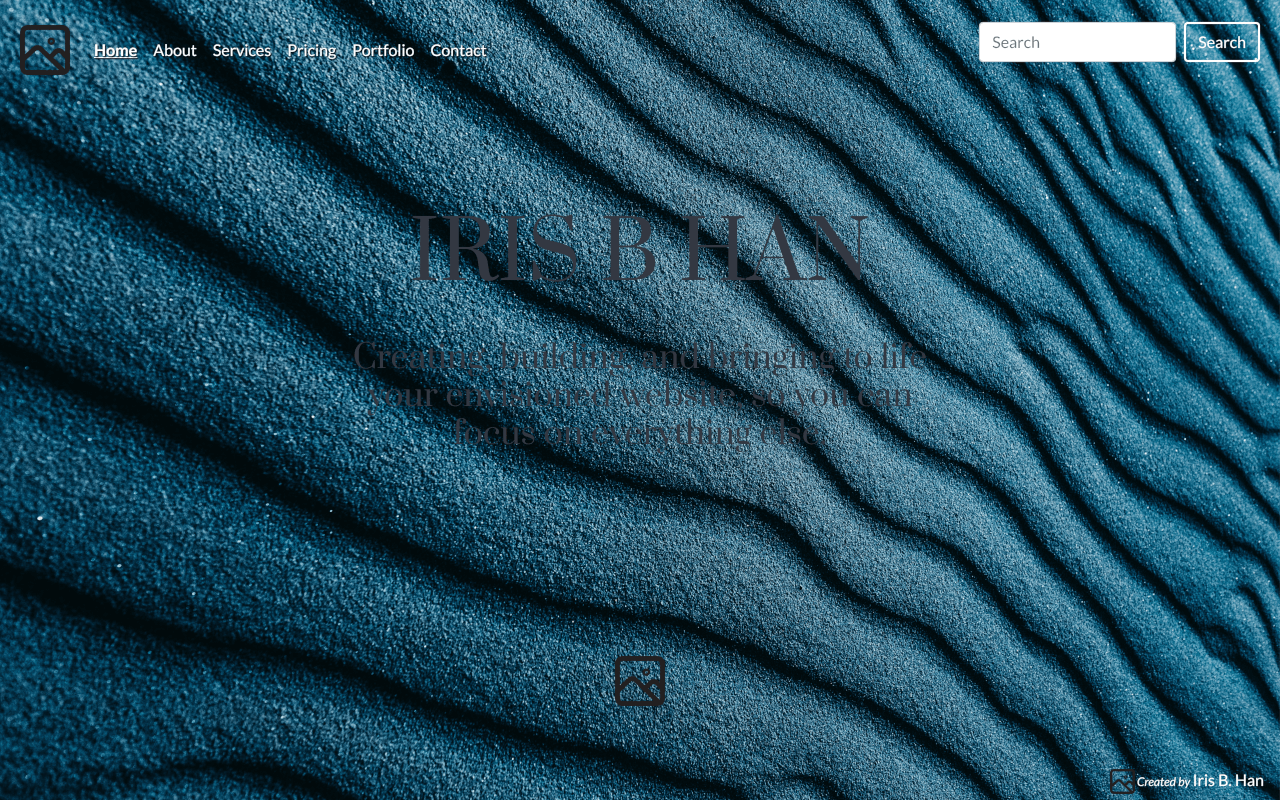 Home About Services Pricing Portfolio Contact Search Search
IRIS B HAN
Creating, building, and bringing to life
your envisioned website, so you can
focus on everything else
Created by Iris B. Han